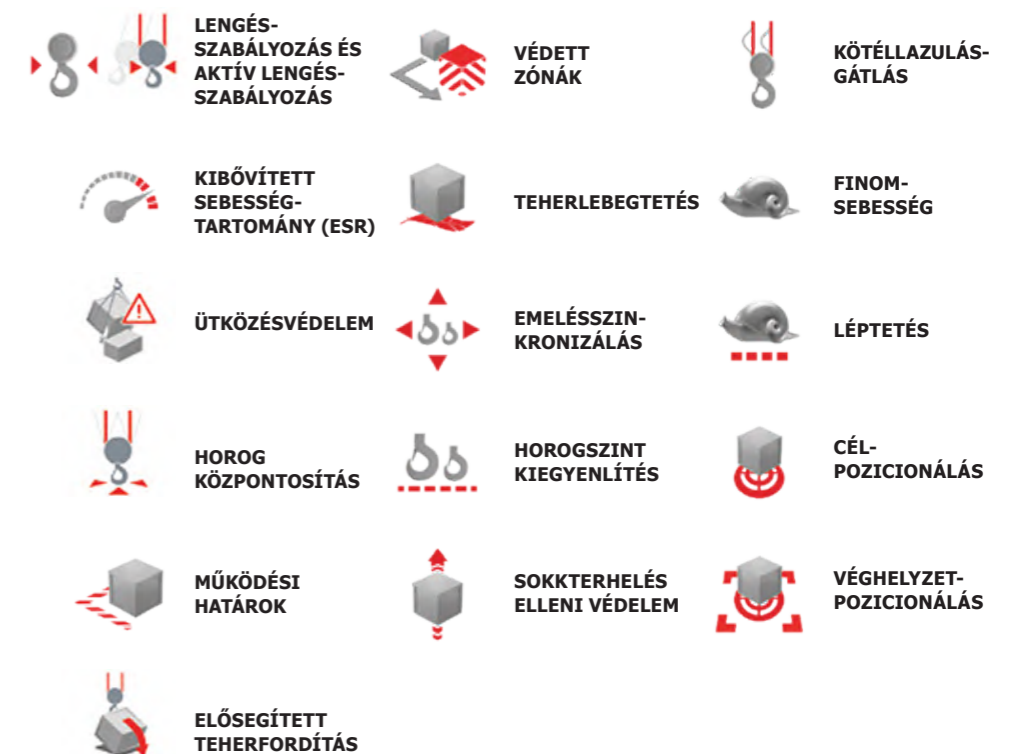 LENGÉS-
SZABÁLYOZÁS ÉS
AKTÍV LENGÉS-
SZABÁLYOZÁS
VÉDETT
ZÓNÁK
KÖTÉLLAZULÁS-
GÁTLÁS
KIBŐVÍTETT
SEBESSÉG-
TARTOMÁNY (ESR)
TEHERLEBEGTETÉS
FINOM-
SEBESSÉG
ÜTKÖZÉSVÉDELEM
EMELÉSSZIN-
KRONIZÁLÁS
LÉPTETÉS
HOROG
KÖZPONTOSÍTÁS
HOROGSZINT
KIEGYENLÍTÉS
CÉL-
POZICIONÁLÁS
MŰKÖDÉSI
HATÁROK
SOKKTERHELÉS
ELLENI VÉDELEM
VÉGHELYZET-
POZICIONÁLÁS
ELŐSEGÍTETT
TEHERFORDÍTÁS